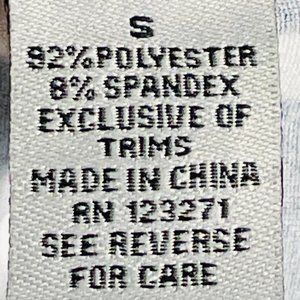 S
92% POLYESTER
8% SPANDEX
EXCLUSIVE OF
TRIMS
MADE IN CHINA
RN 123271
SEE REVERSE
FOR CARE